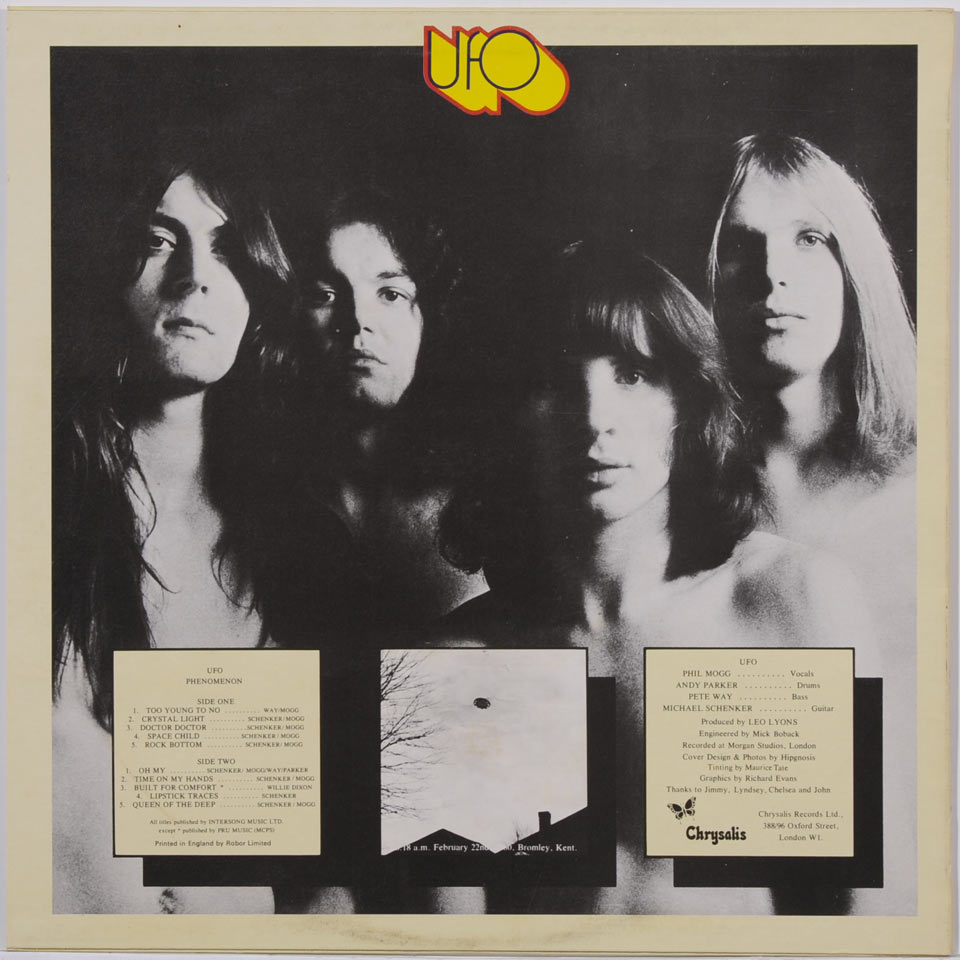 UFO
UFO
PHENOMENON
SIDE ONE
1. TOO YOUNG TO NO .......... WAY/MOGG
2. CRYSTAL LIGHT .......... SCHENKER/MOGG
3. DOCTOR DOCTOR .......... SCHENKER/MOGG
4. SPACE CHILD .......... SCHENKER/MOGG
5. ROCK BOTTOM .......... SCHENKER/MOGG
SIDE TWO
1. OH MY .......... SCHENKER/MOGG/WAY/PARKER
2. TIME ON MY HANDS .......... SCHENKER/MOGG
3. BUILT FOR COMFORT * .......... WILLIE DIXON
4. LIPSTICK TRACES .......... SCHENKER
5. QUEEN OF THE DEEP .......... SCHENKER/MOGG
All titles published by INTERSONG MUSIC LTD.
except * published by PRU MUSIC (MCPS)
Printed in England by Robor Limited
18 a.m. February 22nd Bromley, Kent.
UFO
PHIL MOGG .......... Vocals
ANDY PARKER .......... Drums
PETE WAY .......... Bass
MICHAEL SCHENKER .......... Guitar
Produced by LEO LYONS
Engineered by Mick Boback
Recorded at Morgan Studios, London
Cover Design & Photos by Hipgnosis
Tinting by Maurice Tate
Graphics by Richard Evans
Thanks to Jimmy, Lyndsey, Chelsea and John
Chrysalis
Chrysalis Records Ltd.,
388/96 Oxford Street,
London W1.